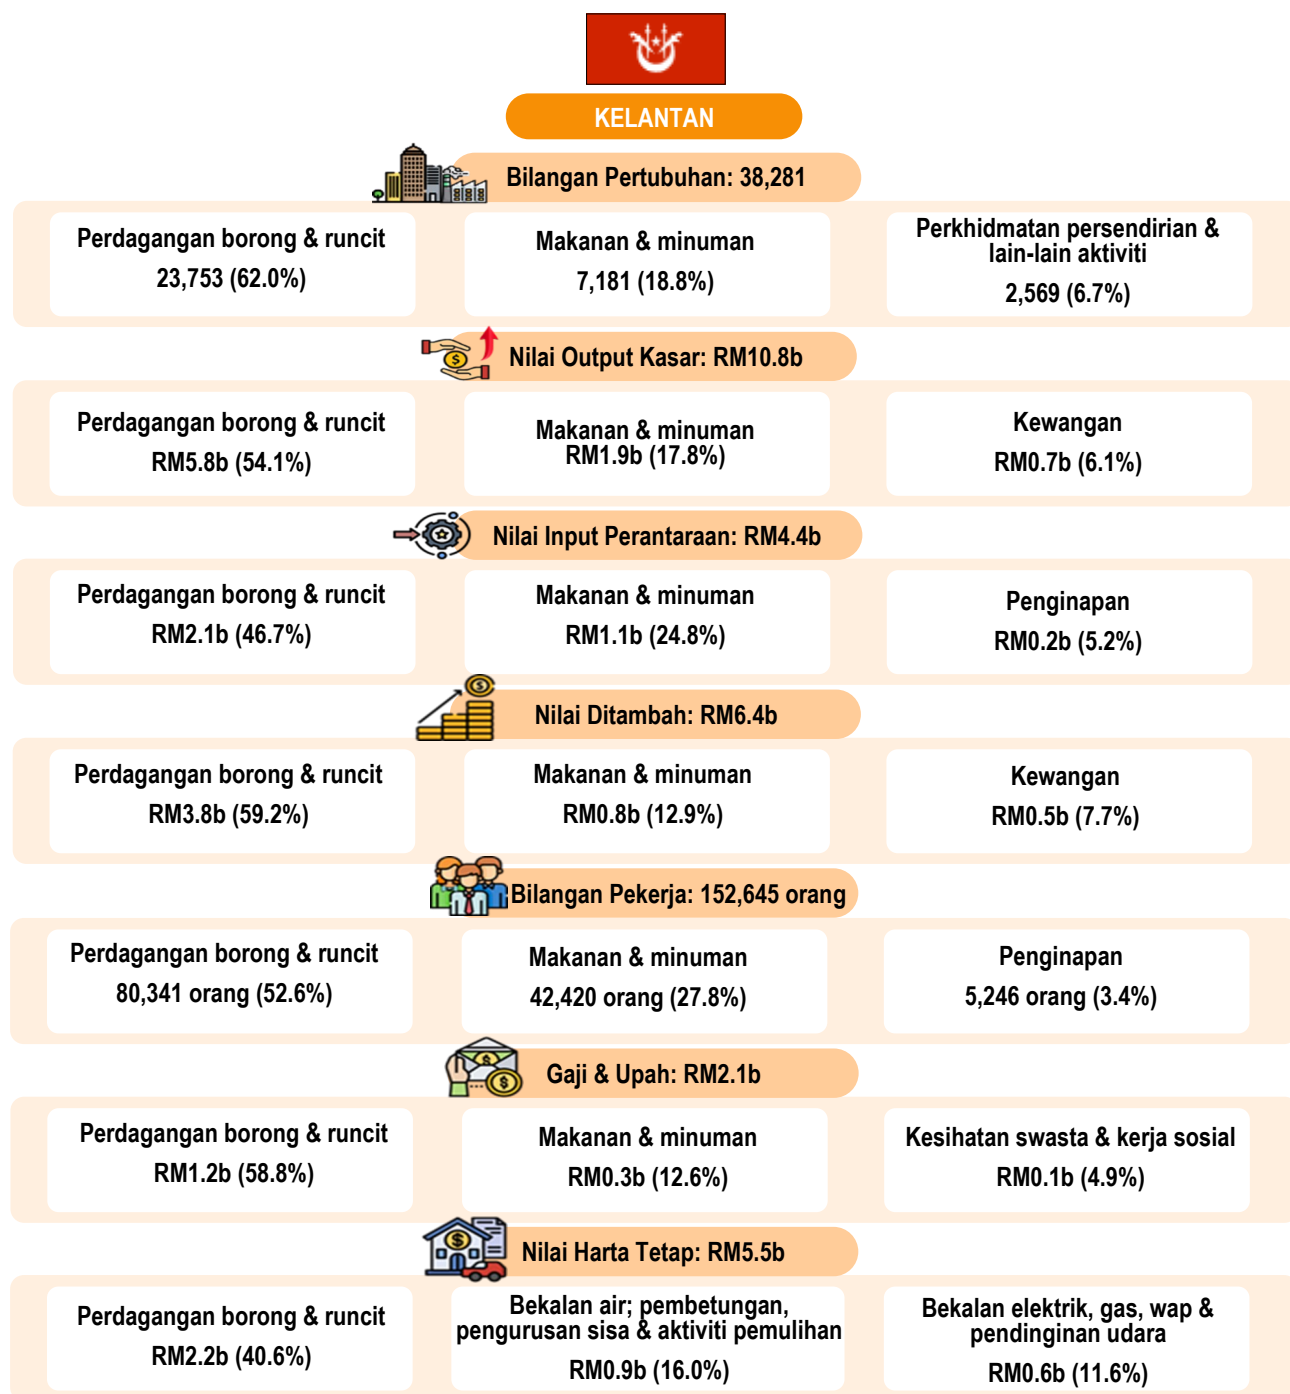 KELANTAN
Bilangan Pertubuhan: 38,281
Perdagangan borong & runcit
23,753 (62.0%)
Makanan & minuman
7,181 (18.8%)
Perkhidmatan persendirian &
lain-lain aktiviti
2,569 (6.7%)
Nilai Output Kasar: RM10.8b
Perdagangan borong & runcit
RM5.8b (54.1%)
Makanan & minuman
RM1.9b (17.8%)
Kewangan
RM0.7b (6.1%)
Nilai Input Perantaraan: RM4.4b
Perdagangan borong & runcit
RM2.1b (46.7%)
Makanan & minuman
RM1.1b (24.8%)
Penginapan
RM0.2b (5.2%)
Nilai Ditambah: RM6.4b
Perdagangan borong & runcit
RM3.8b (59.2%)
Makanan & minuman
RM0.8b (12.9%)
Kewangan
RM0.5b (7.7%)
Bilangan Pekerja: 152,645 orang
Perdagangan borong & runcit
80,341 orang (52.6%)
Makanan & minuman
42,420 orang (27.8%)
Penginapan
5,246 orang (3.4%)
Gaji & Upah: RM2.1b
Perdagangan borong & runcit
RM1.2b (58.8%)
Makanan & minuman
RM0.3b (12.6%)
Kesihatan swasta & kerja sosial
RM0.1b (4.9%)
Nilai Harta Tetap: RM5.5b
Perdagangan borong & runcit
RM2.2b (40.6%)
Bekalan air; pembetungan,
pengurusan sisa & aktiviti pemulihan
RM0.9b (16.0%)
Bekalan elektrik, gas, wap &
pendinginan udara
RM0.6b (11.6%)